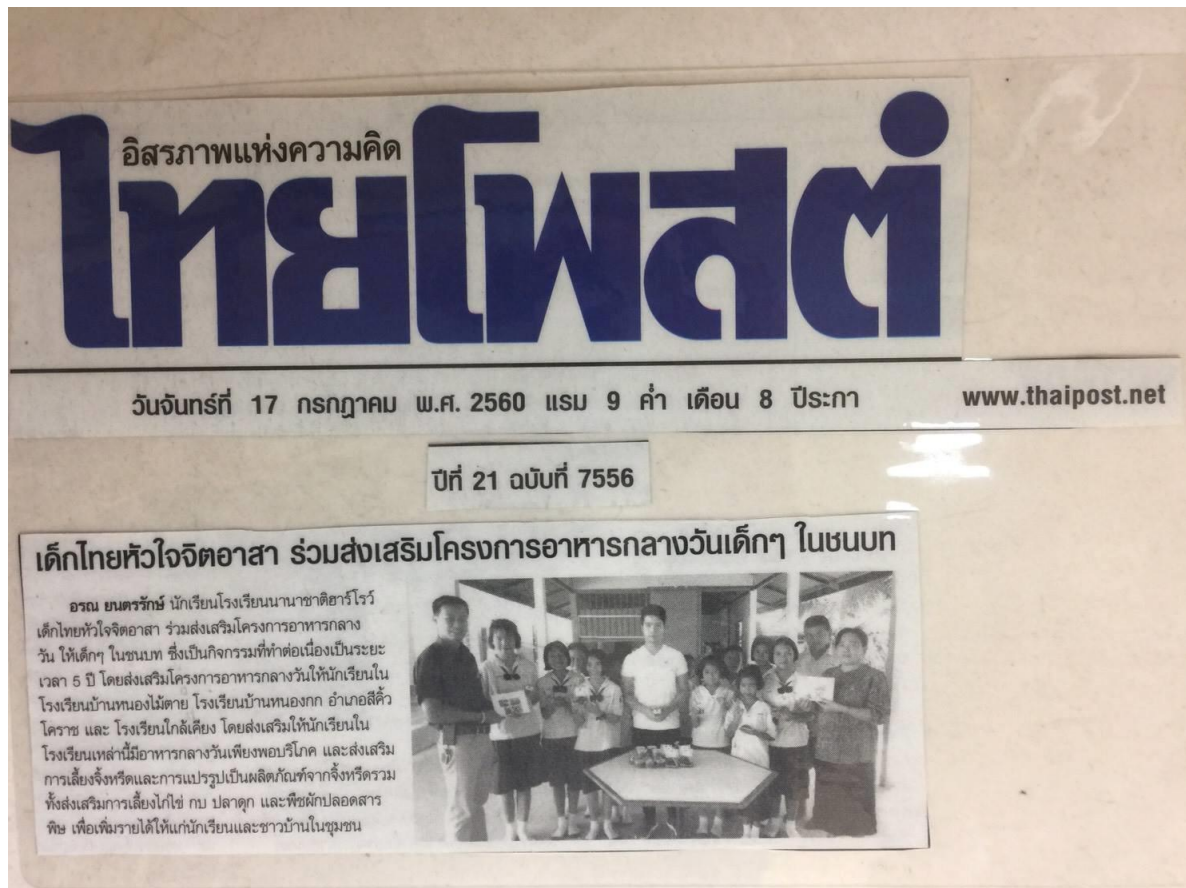 อิสรภาพแห่งความคิด
ไทยโพสต์
วันจันทร์ที่ 17 กรกฎาคม พ.ศ. 2560 แรม 9 ค่ำ เดือน 8 ปีระกา
www.thaipost.net
ปีที่ 21 ฉบับที่ 7556
เด็กไทยหัวใจจิตอาสา ร่วมส่งเสริมโครงการอาหารกลางวันเด็กๆ ในชนบท
อรณ ยนตรรักษ์ นักเรียนโรงเรียนนานาชาติฮาร์โรว์
เด็กไทยหัวใจจิตอาสา ร่วมส่งเสริมโครงการอาหารกลาง
วัน ให้เด็กๆ ในชนบท ซึ่งเป็นกิจกรรมที่ทำต่อเนื่องเป็นระยะ
เวลา 5 ปี โดยส่งเสริมโครงการอาหารกลางวันให้นักเรียนใน
โรงเรียนบ้านหนองไม้ตาย โรงเรียนบ้านหนองกก อำเภอสีคิ้ว
โคราช และ โรงเรียนใกล้เคียง โดยส่งเสริมให้นักเรียนใน
โรงเรียนเหล่านี้มีอาหารกลางวันเพียงพอบริโภค และส่งเสริม
การเลี้ยงจิ้งหรีดและการแปรรูปเป็นผลิตภัณฑ์จากจิ้งหรีดรวม
ทั้งส่งเสริมการเลี้ยงไก่ไข่ กบ ปลาดุก และพืชผักปลอดสาร
พิษ เพื่อเพิ่มรายได้ให้แก่นักเรียนและชาวบ้านในชุมชน